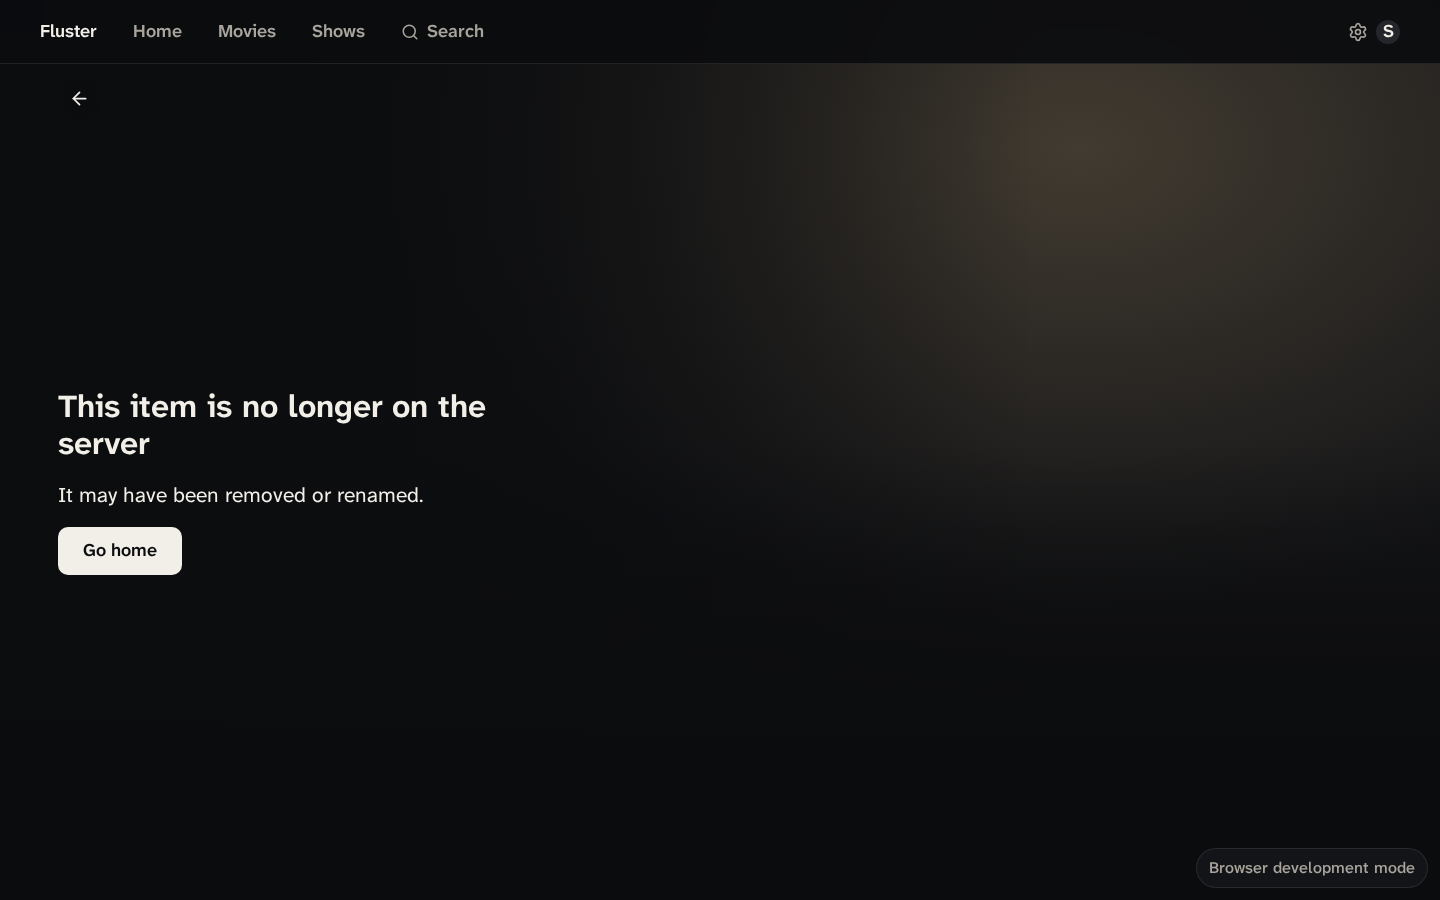 Fluster Home Movies Shows Search S
This item is no longer on the
server
It may have been removed or renamed.
Go home
Browser development mode